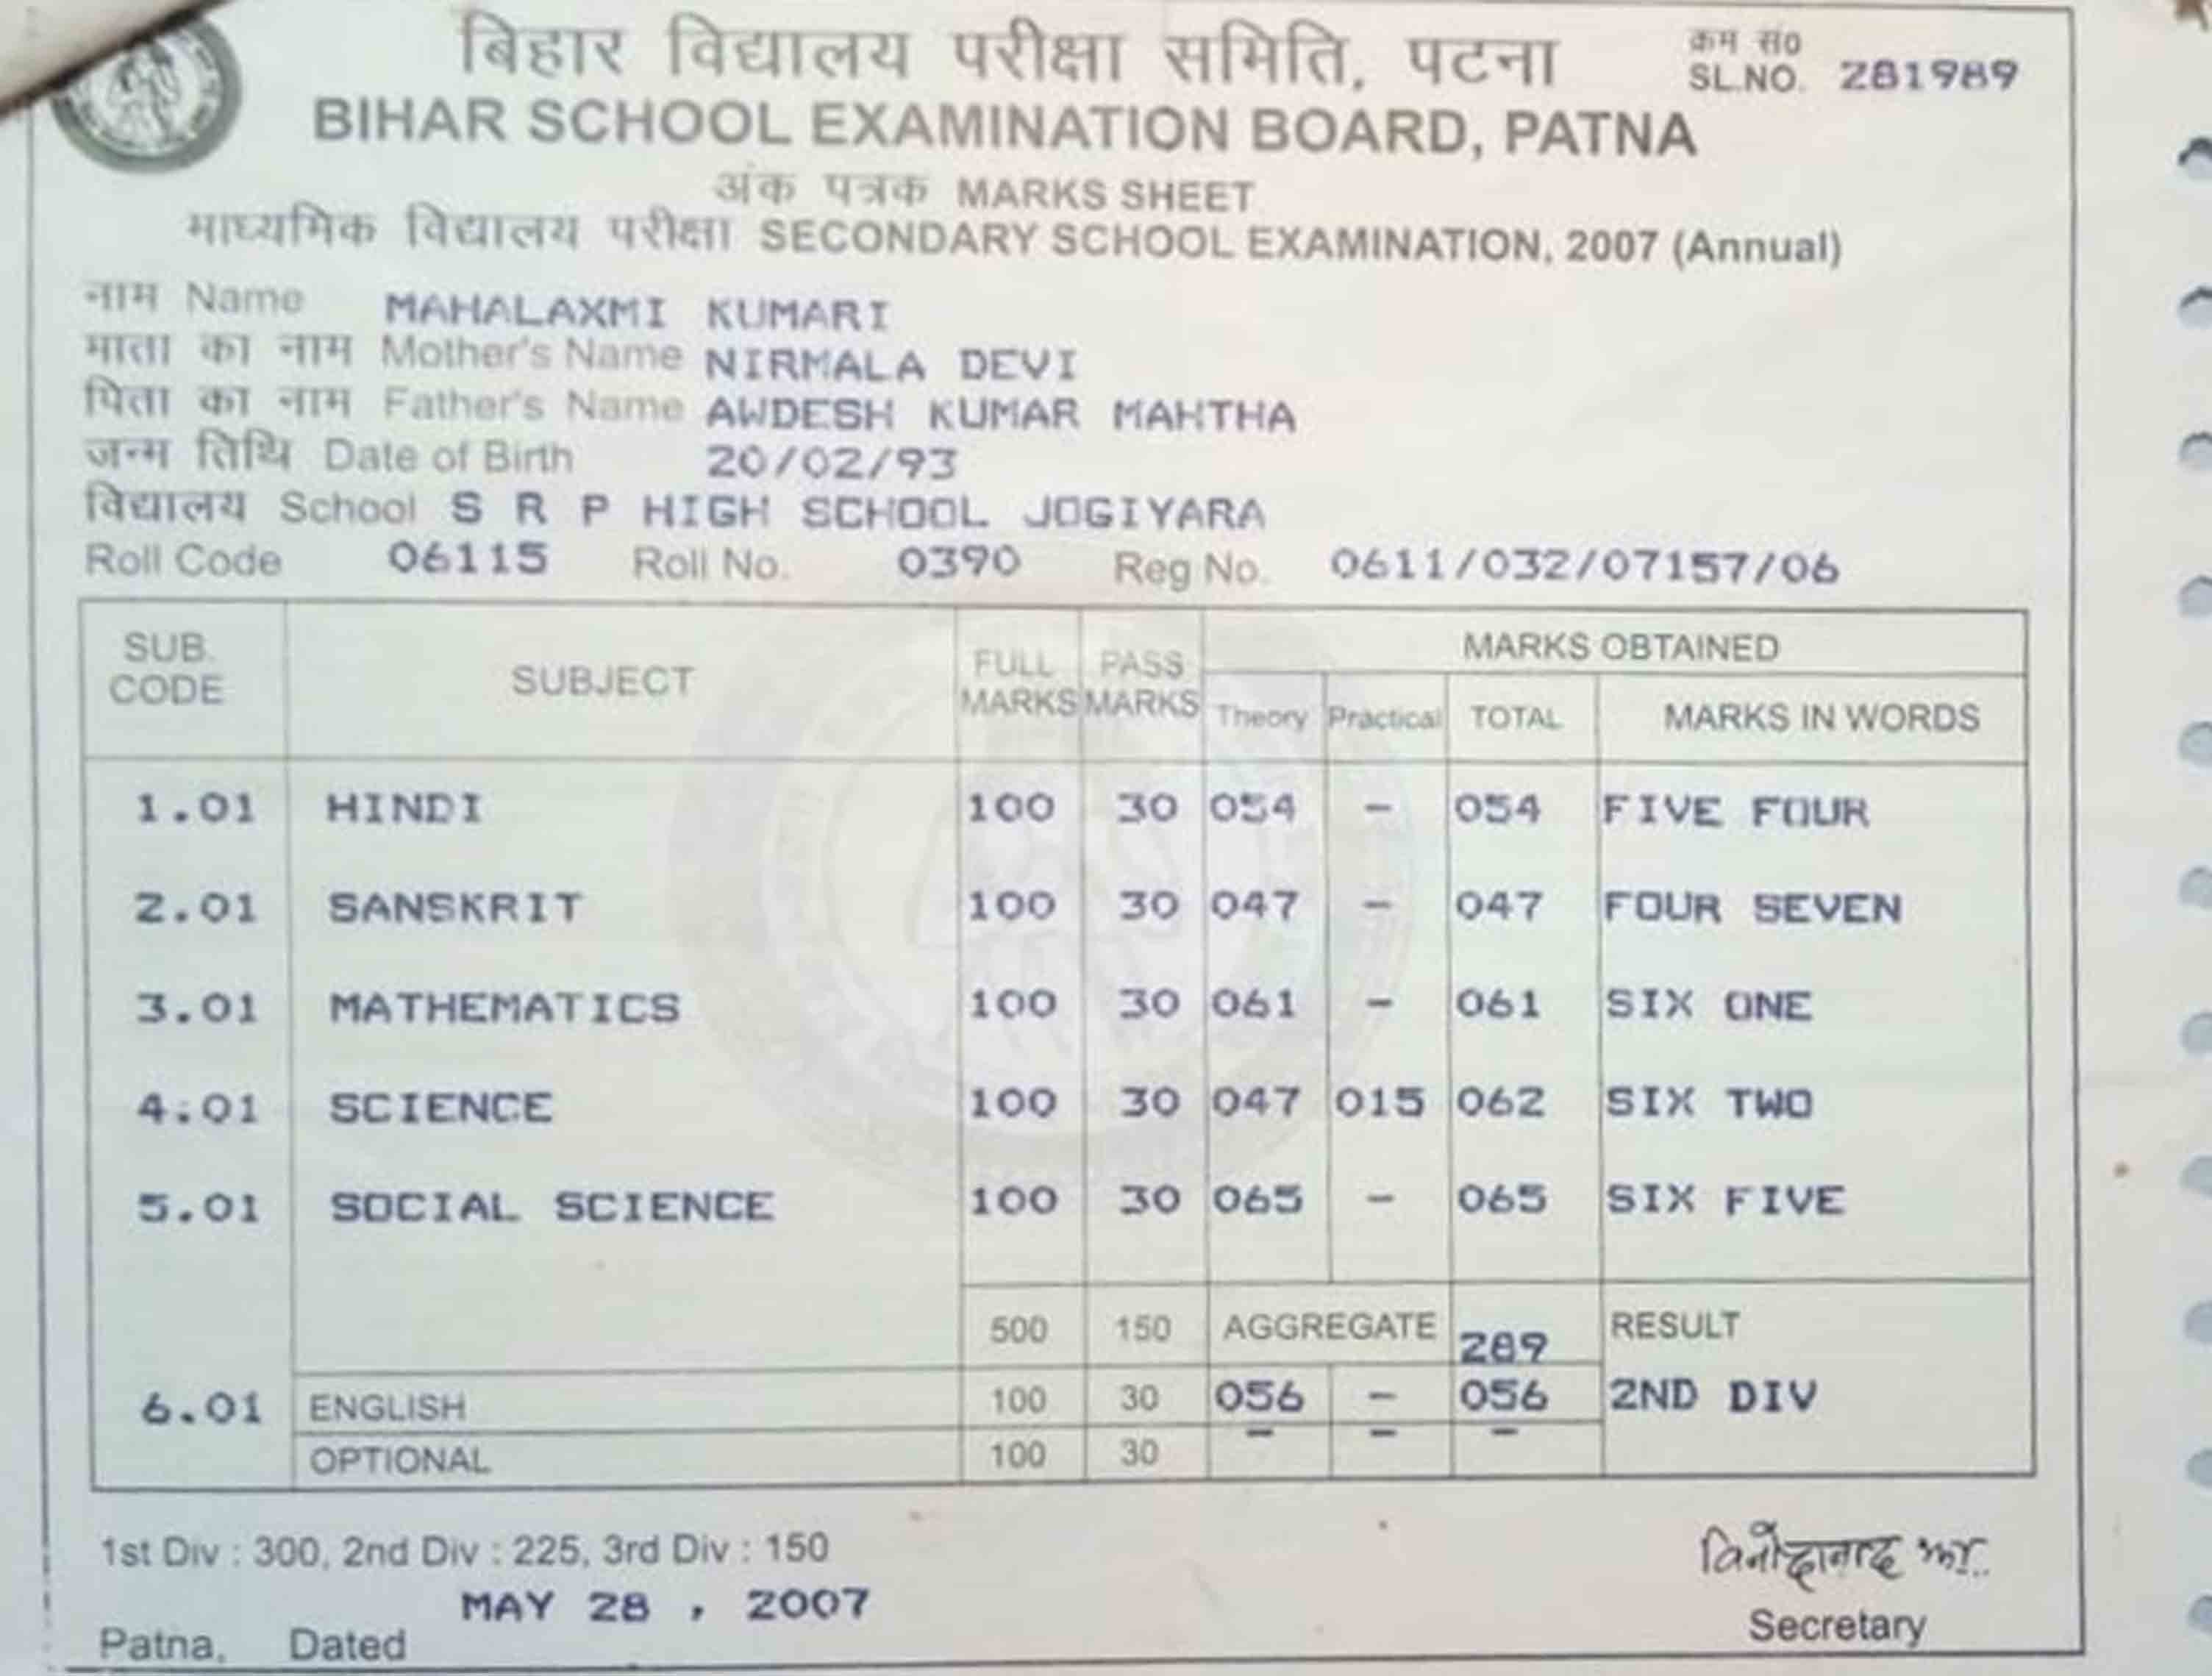 बिहार विद्यालय परीक्षा समिति, पटना
क्रम सं०
SL.NO. 281989
BIHAR SCHOOL EXAMINATION BOARD, PATNA
अंक पत्रक MARKS SHEET
माध्यमिक विद्यालय परीक्षा SECONDARY SCHOOL EXAMINATION, 2007 (Annual)
नाम Name MAHALAXMI KUMARI
माता का नाम Mother's Name NIRMALA DEVI
पिता का नाम Father's Name AWDESH KUMAR MAHTHA
जन्म तिथि Date of Birth 20/02/93
विद्यालय School S R P HIGH SCHOOL JOGIYARA
Roll Code 06115 Roll No. 0390 Reg No. 0611/032/07157/06
SUB. CODE SUBJECT FULL MARKS PASS MARKS MARKS OBTAINED
Theory Practical TOTAL MARKS IN WORDS
1.01 HINDI 100 30 054 - 054 FIVE FOUR
2.01 SANSKRIT 100 30 047 - 047 FOUR SEVEN
3.01 MATHEMATICS 100 30 061 - 061 SIX ONE
4.01 SCIENCE 100 30 047 015 062 SIX TWO
5.01 SOCIAL SCIENCE 100 30 065 - 065 SIX FIVE
500 150 AGGREGATE 289 RESULT
6.01 ENGLISH 100 30 056 - 056 2ND DIV
OPTIONAL 100 30 - - -
1st Div : 300, 2nd Div : 225, 3rd Div : 150
MAY 28 , 2007
Patna, Dated
विनोदानन्द झा
Secretary